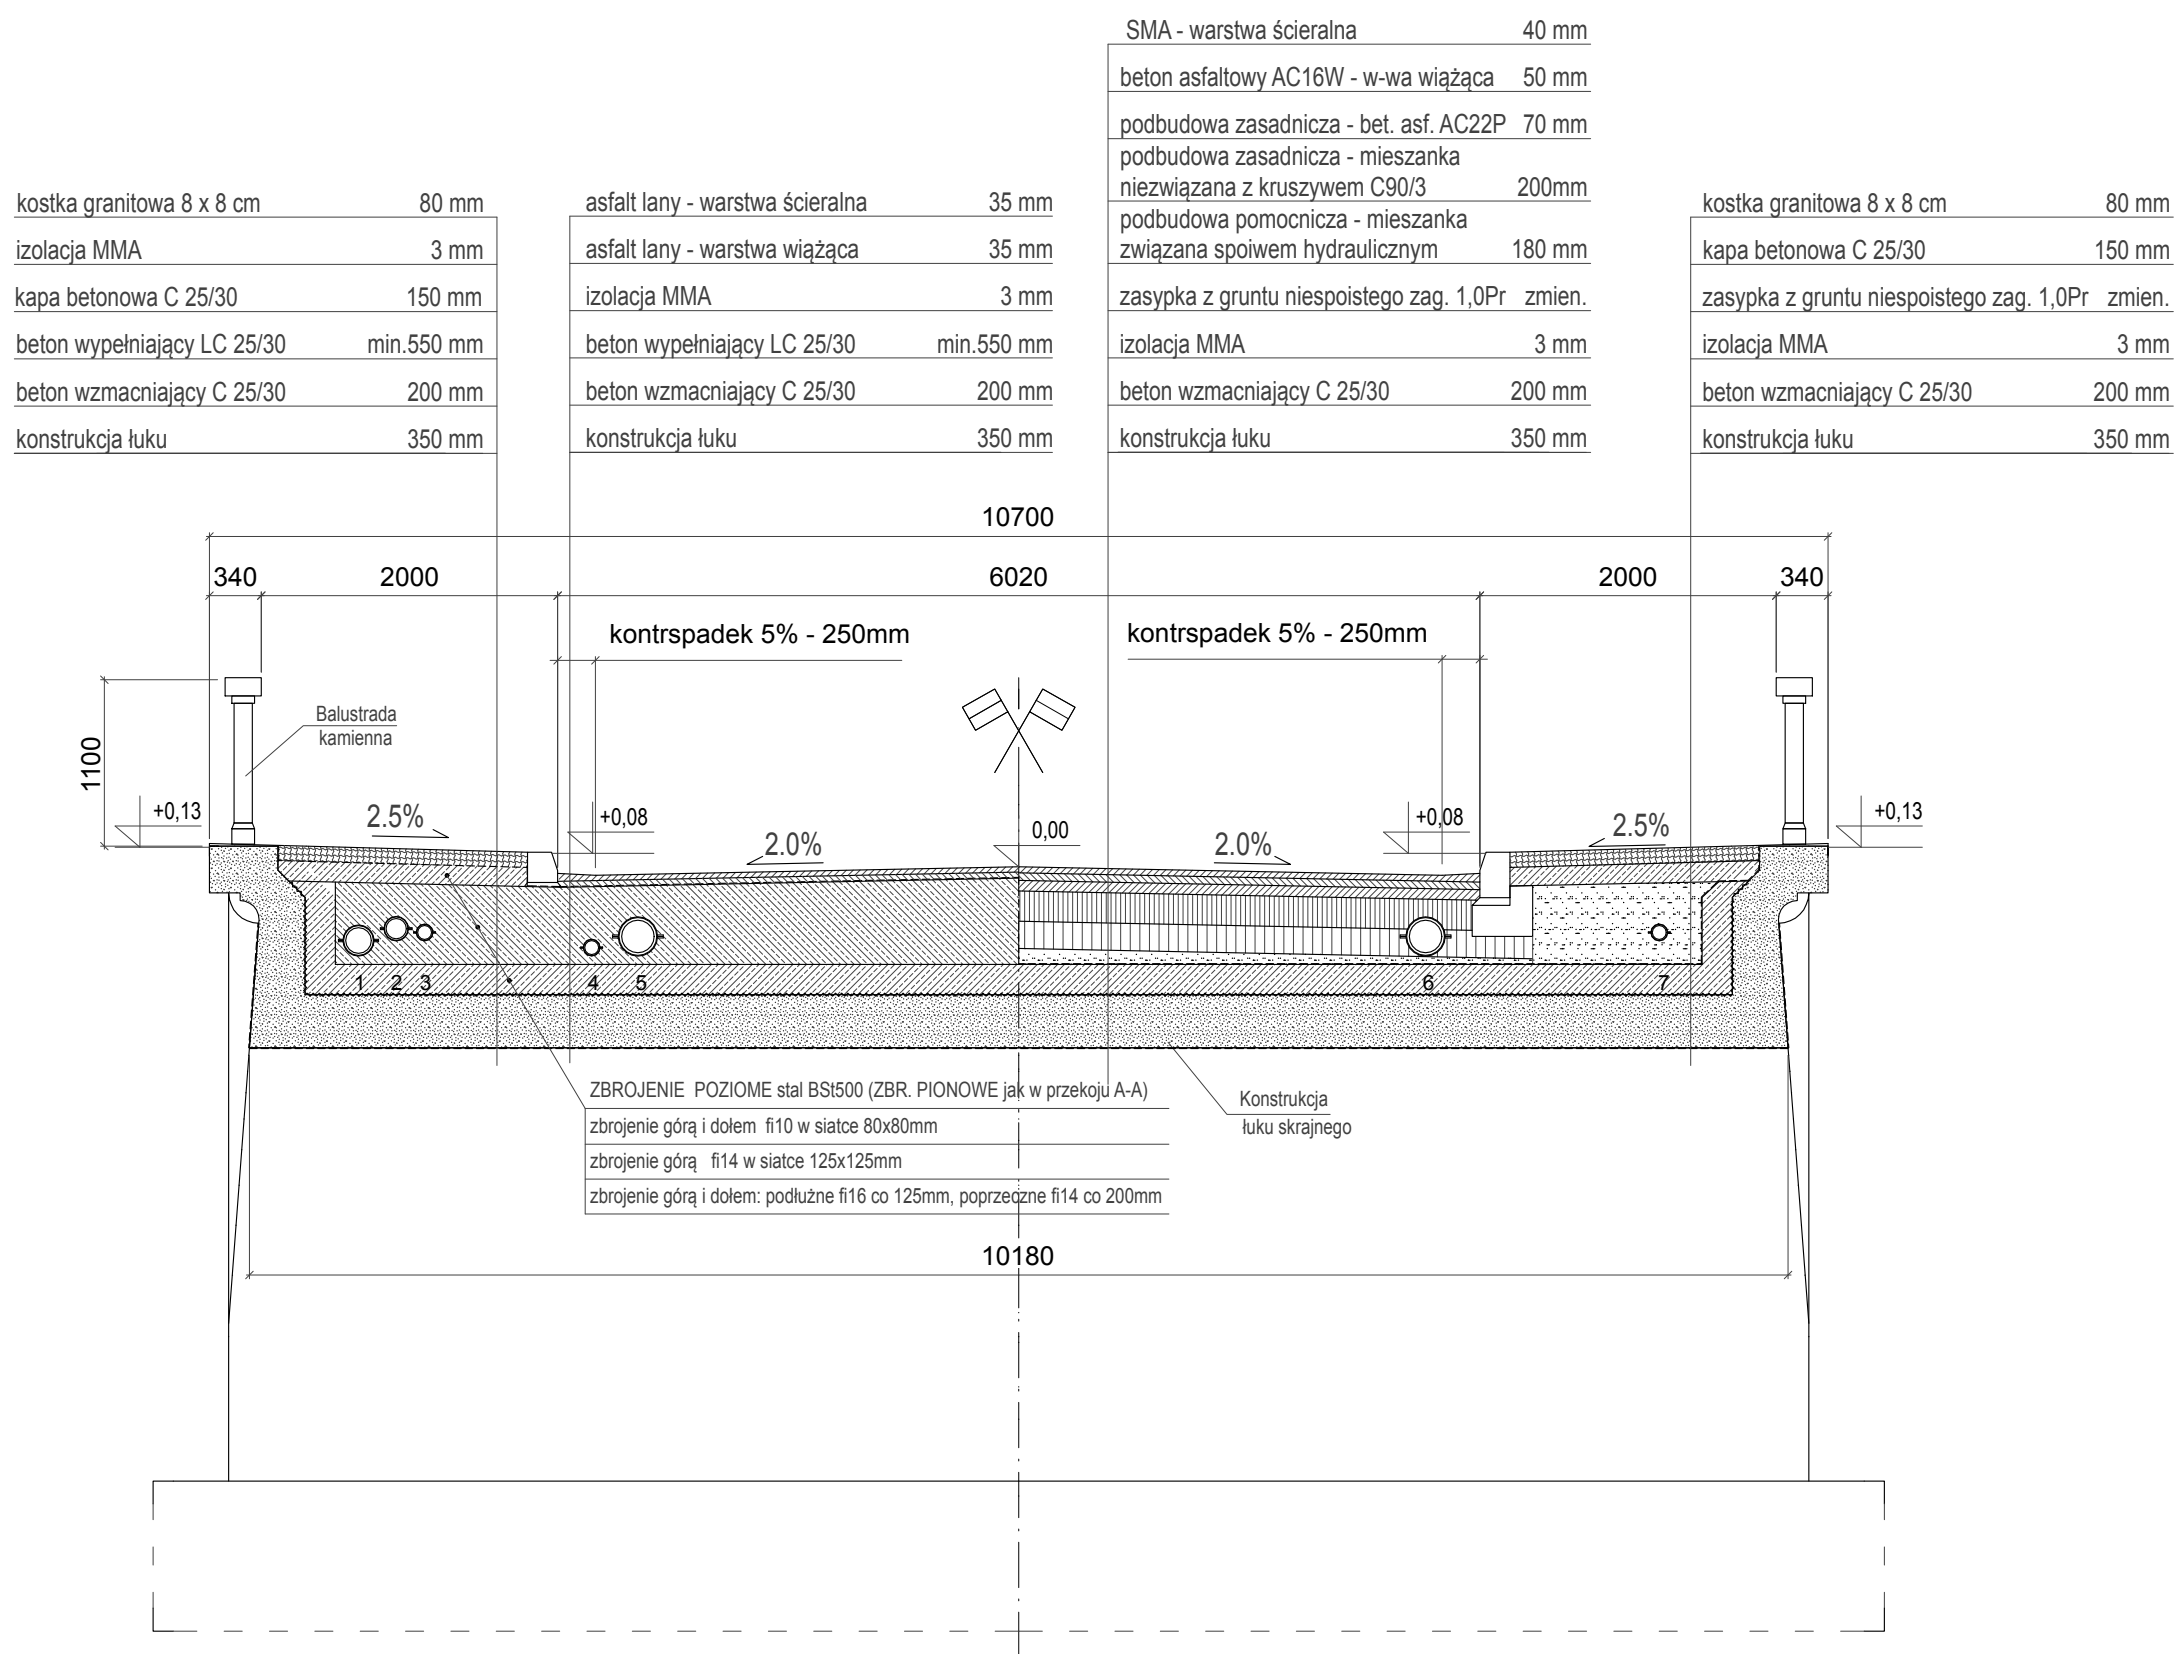 SMA - warstwa ścieralna 40 mm
beton asfaltowy AC16W - w-wa wiążąca 50 mm
podbudowa zasadnicza - bet. asf. AC22P 70 mm
podbudowa zasadnicza - mieszanka
niezwiązana z kruszywem C90/3 200mm
podbudowa pomocnicza - mieszanka
związana spoiwem hydraulicznym 180 mm
zasypka z gruntu niespoistego zag. 1,0Pr zmien.
izolacja MMA 3 mm
beton wzmacniający C 25/30 200 mm
konstrukcja łuku 350 mm
kostka granitowa 8 x 8 cm 80 mm
izolacja MMA 3 mm
kapa betonowa C 25/30 150 mm
beton wypełniający LC 25/30 min.550 mm
beton wzmacniający C 25/30 200 mm
konstrukcja łuku 350 mm
asfalt lany - warstwa ścieralna 35 mm
asfalt lany - warstwa wiążąca 35 mm
izolacja MMA 3 mm
beton wypełniający LC 25/30 min.550 mm
beton wzmacniający C 25/30 200 mm
konstrukcja łuku 350 mm
kostka granitowa 8 x 8 cm 80 mm
kapa betonowa C 25/30 150 mm
zasypka z gruntu niespoistego zag. 1,0Pr zmien.
izolacja MMA 3 mm
beton wzmacniający C 25/30 200 mm
konstrukcja łuku 350 mm
10700
340 2000 6020 2000 340
kontrspadek 5% - 250mm
kontrspadek 5% - 250mm
1100
Balustrada
kamienna
+0,13
2.5%
+0,08
2.0%
0,00
2.0%
+0,08
2.5%
+0,13
1 2 3 4 5 6 7
ZBROJENIE POZIOME stal BSt500 (ZBR. PIONOWE jak w przekoju A-A)
zbrojenie górą i dołem fi10 w siatce 80x80mm
zbrojenie górą fi14 w siatce 125x125mm
zbrojenie górą i dołem: podłużne fi16 co 125mm, poprzeczne fi14 co 200mm
Konstrukcja
łuku skrajnego
10180